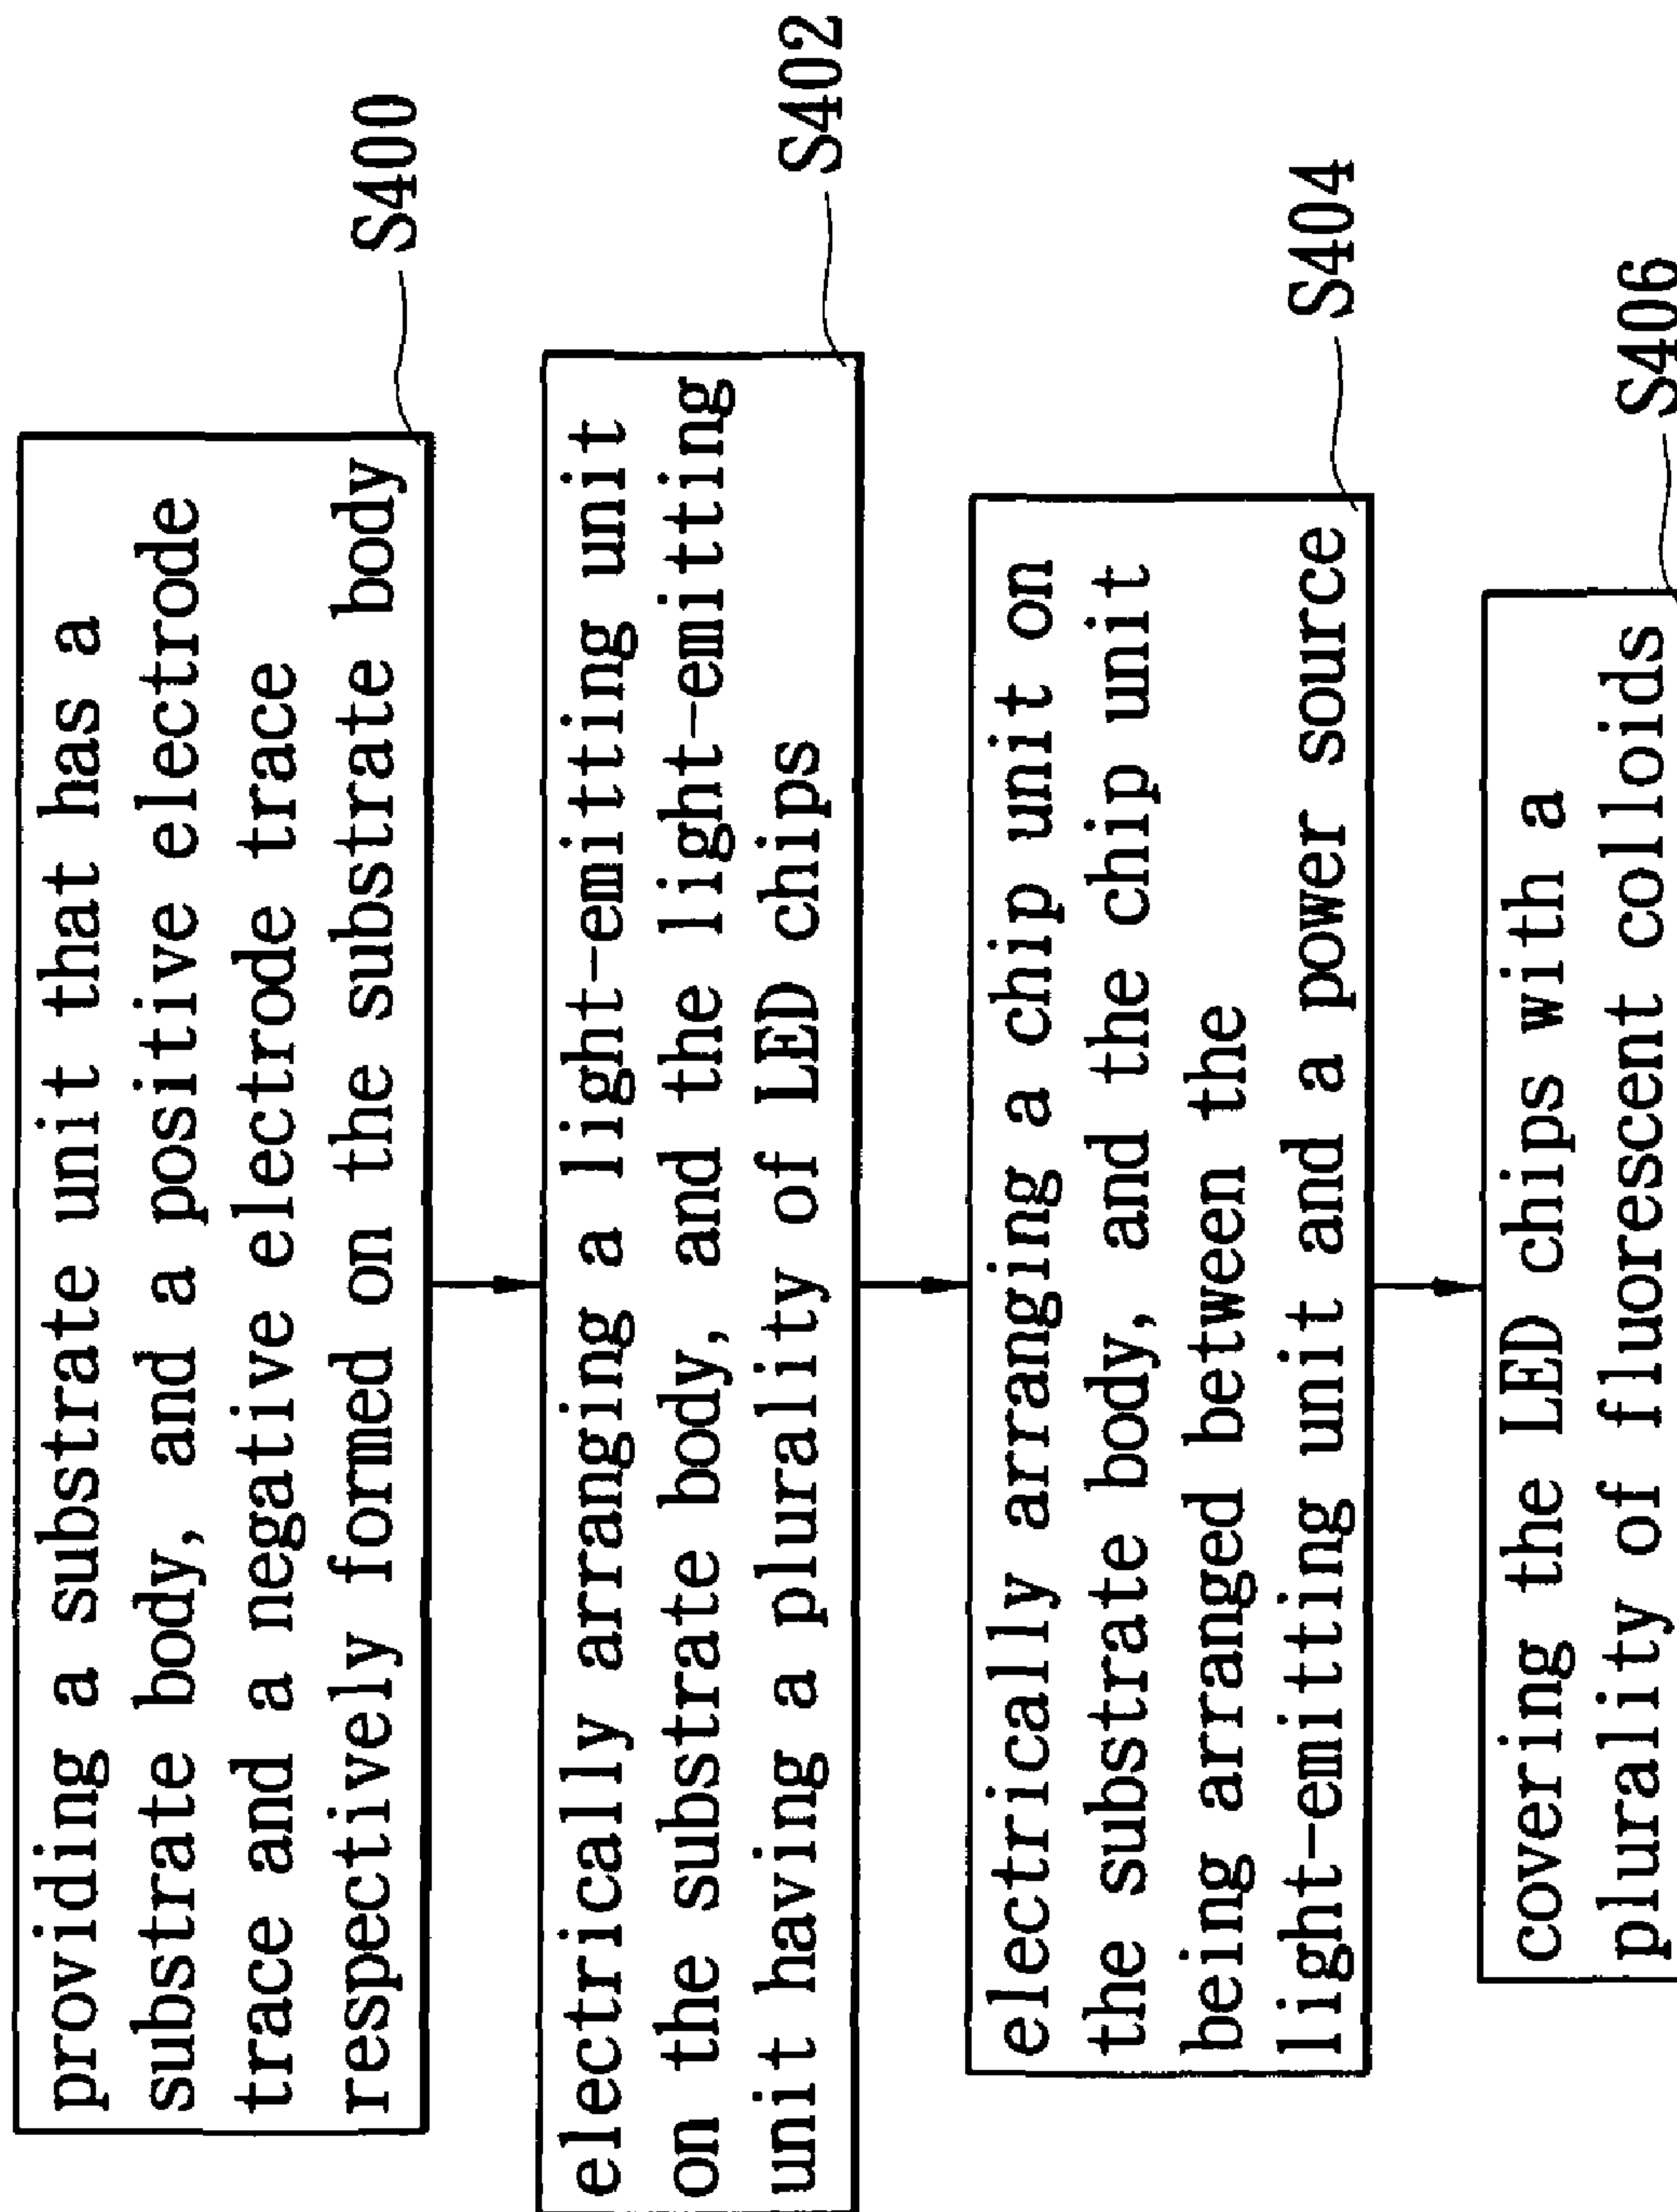 providing a substrate unit that has a
substrate body, and a positive electrode
trace and a negative electrode trace
respectively formed on the substrate body
S400
electrically arranging a light-emitting unit
on the substrate body, and the light-emitting
unit having a plurality of LED chips
S402
electrically arranging a chip unit on
the substrate body, and the chip unit
being arranged between the
light-emitting unit and a power source
S404
covering the LED chips with a
plurality of fluorescent colloids
S406